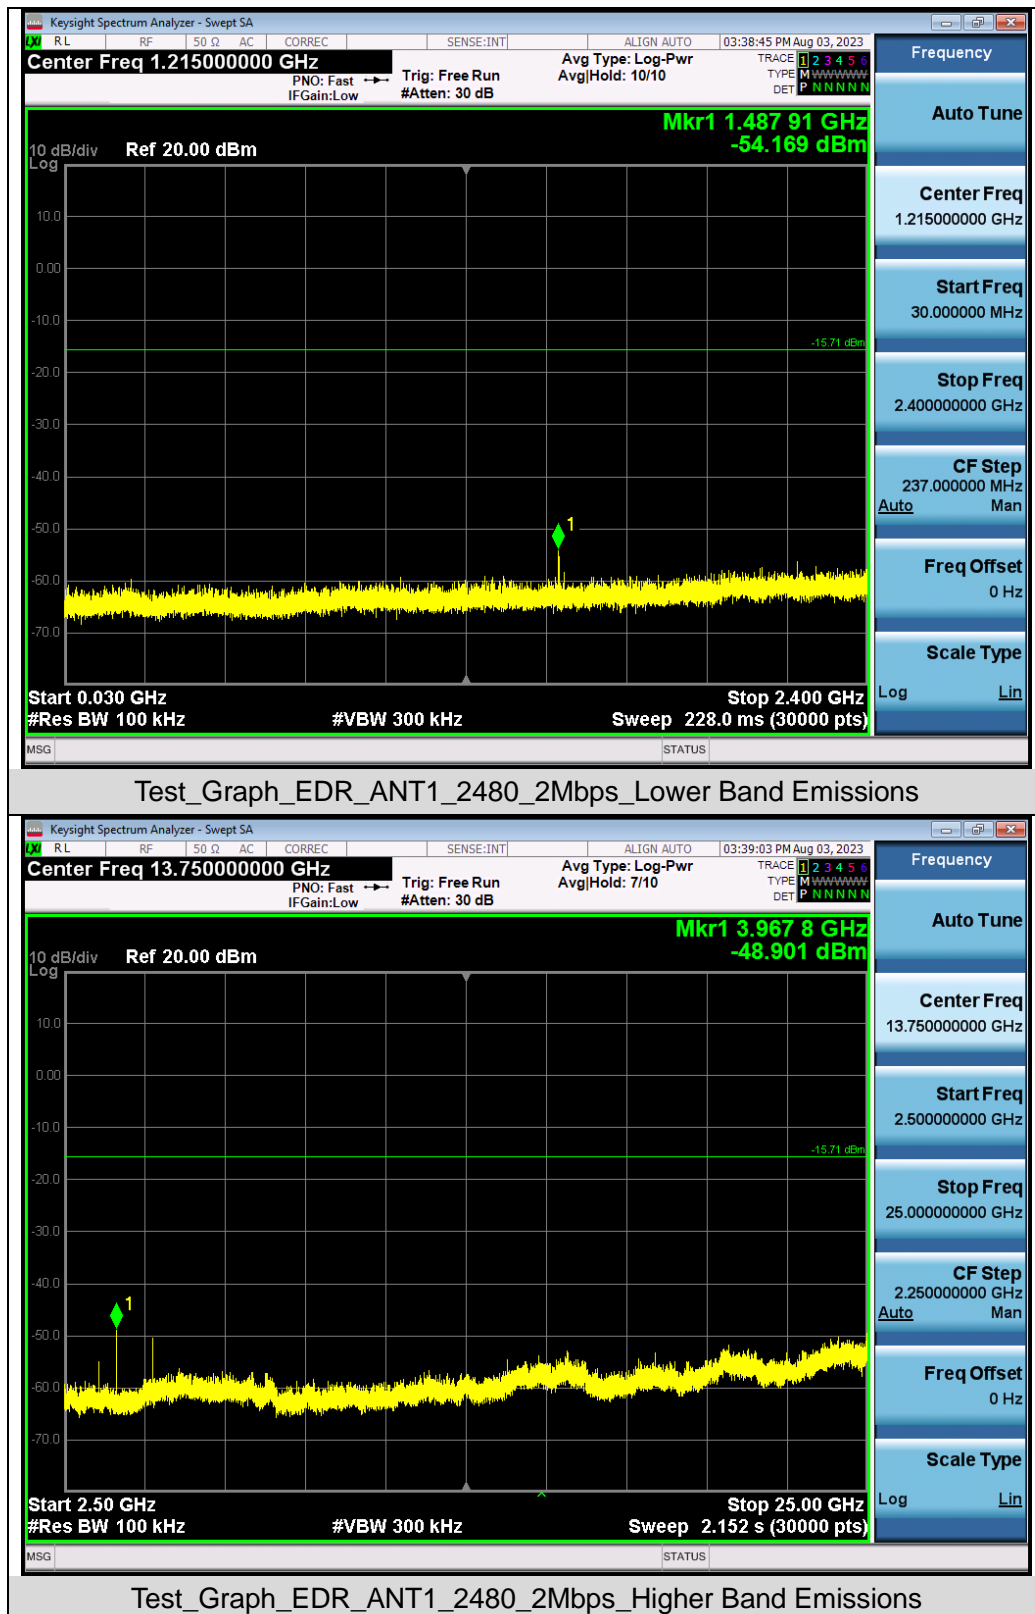 Keysight Spectrum Analyzer - Swept SA
LXI RL RF 50 Ω AC CORREC SENSE:INT ALIGN AUTO 03:38:45 PM Aug 03, 2023
Center Freq 1.215000000 GHz
PNO: Fast
IFGain:Low
Trig: Free Run
#Atten: 30 dB
Avg Type: Log-Pwr
Avg|Hold: 10/10
TRACE 1 2 3 4 5 6
TYPE M WWWWW
DET P N N N N N
Mkr1 1.487 91 GHz
-54.169 dBm
10 dB/div Ref 20.00 dBm
Log
10.0
0.00
-10.0
-15.71 dBm
-20.0
-30.0
-40.0
-50.0
1
-60.0
-70.0
Start 0.030 GHz Stop 2.400 GHz
#Res BW 100 kHz #VBW 300 kHz Sweep 228.0 ms (30000 pts)
MSG STATUS
Frequency
Auto Tune
Center Freq
1.215000000 GHz
Start Freq
30.000000 MHz
Stop Freq
2.400000000 GHz
CF Step
237.000000 MHz
Auto Man
Freq Offset
0 Hz
Scale Type
Log Lin
Test_Graph_EDR_ANT1_2480_2Mbps_Lower Band Emissions
Keysight Spectrum Analyzer - Swept SA
LXI RL RF 50 Ω AC CORREC SENSE:INT ALIGN AUTO 03:39:03 PM Aug 03, 2023
Center Freq 13.750000000 GHz
PNO: Fast
IFGain:Low
Trig: Free Run
#Atten: 30 dB
Avg Type: Log-Pwr
Avg|Hold: 7/10
TRACE 1 2 3 4 5 6
TYPE M WWWWW
DET P N N N N N
Mkr1 3.967 8 GHz
-48.901 dBm
10 dB/div Ref 20.00 dBm
Log
10.0
0.00
-10.0
-15.71 dBm
-20.0
-30.0
-40.0
1
-50.0
-60.0
-70.0
Start 2.50 GHz Stop 25.00 GHz
#Res BW 100 kHz #VBW 300 kHz Sweep 2.152 s (30000 pts)
MSG STATUS
Frequency
Auto Tune
Center Freq
13.750000000 GHz
Start Freq
2.500000000 GHz
Stop Freq
25.000000000 GHz
CF Step
2.250000000 GHz
Auto Man
Freq Offset
0 Hz
Scale Type
Log Lin
Test_Graph_EDR_ANT1_2480_2Mbps_Higher Band Emissions